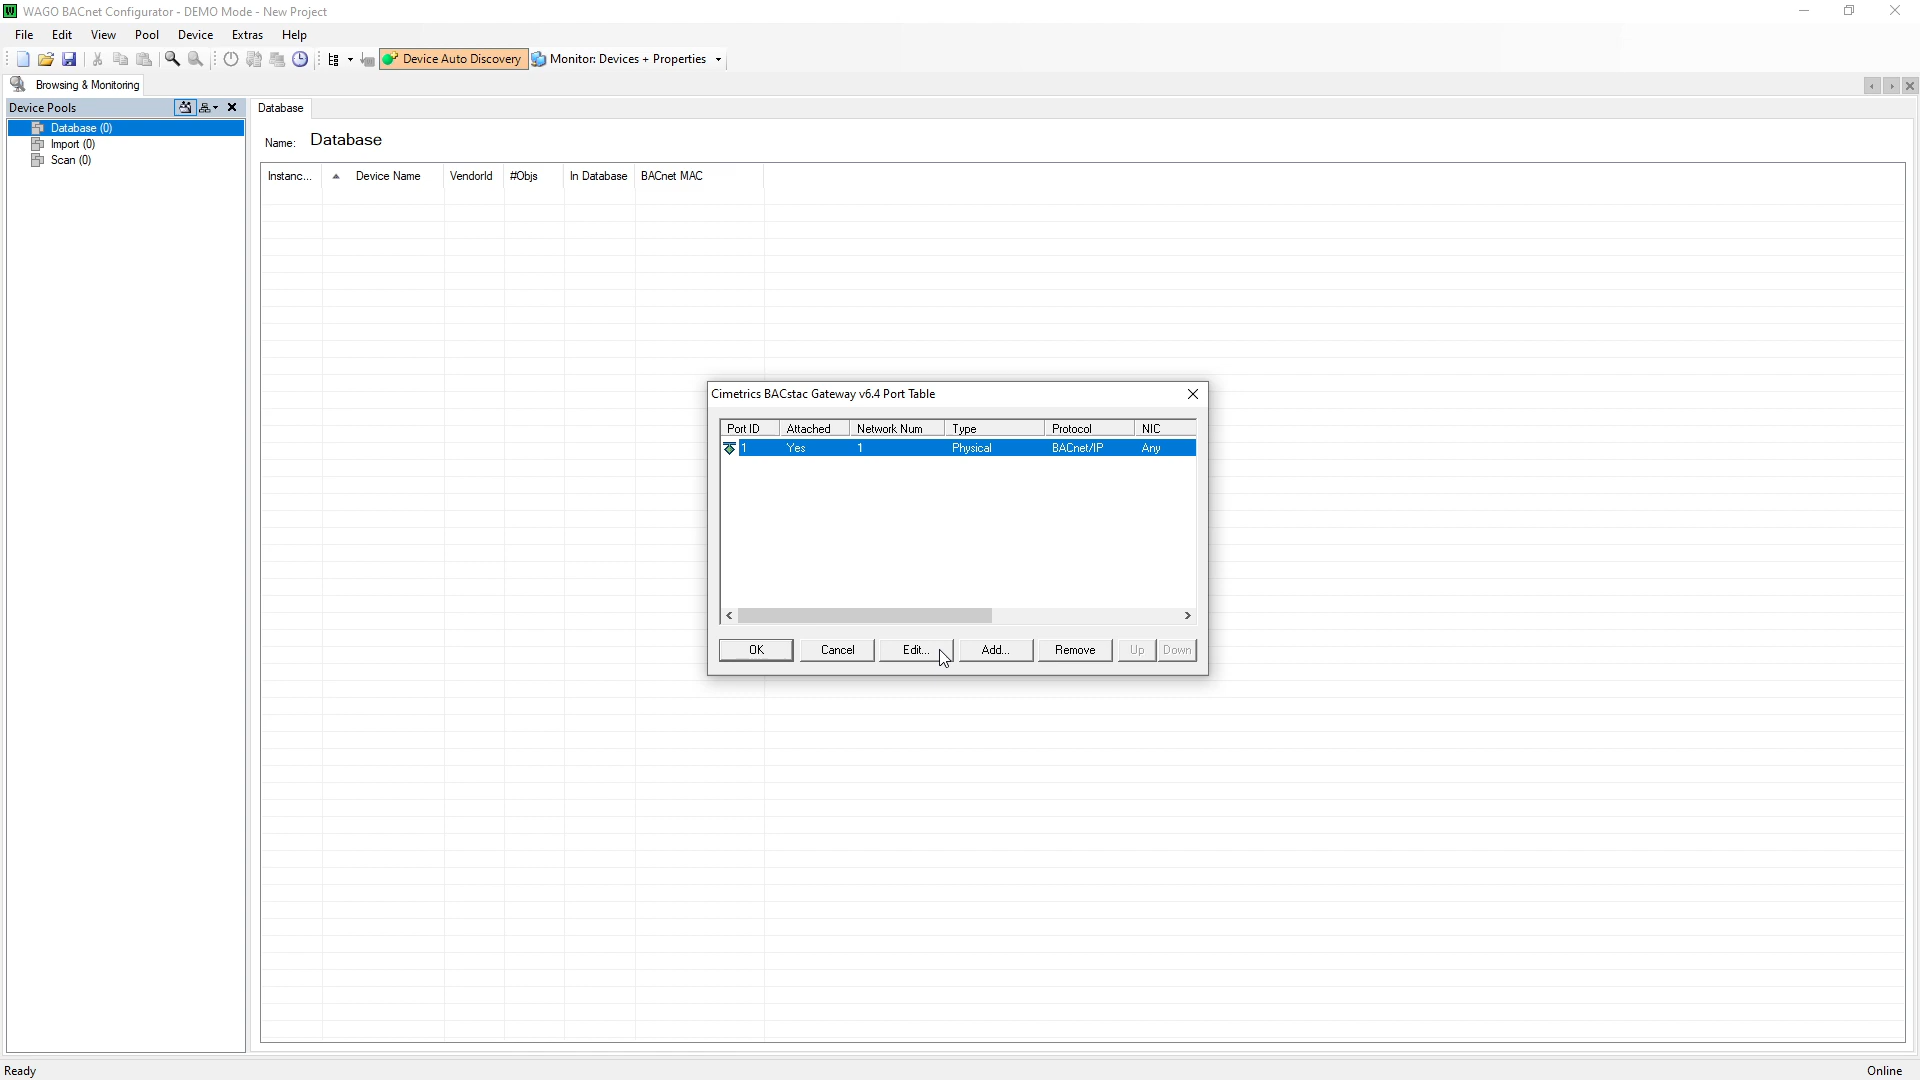 WAGO BACnet Configurator - DEMO Mode - New Project
File Edit View Pool Device Extras Help
Device Auto Discovery Monitor: Devices + Properties
Browsing & Monitoring
Device Pools
Database (0)
Import (0)
Scan (0)
Database
Name: Database
Instanc... Device Name VendorId #Objs In Database BACnet MAC
Cimetrics BACstac Gateway v6.4 Port Table
Port ID Attached Network Num Type Protocol NIC
1 Yes 1 Physical BACnet/IP Any
OK Cancel Edit... Add... Remove Up Down
Ready Online